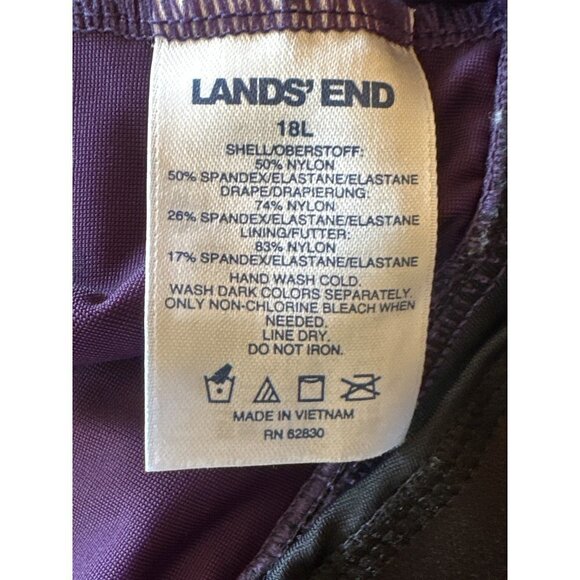 LANDS' END
18L
SHELL/OBERSTOFF:
50% NYLON
50% SPANDEX/ELASTANE/ELASTANE
DRAPE/DRAPIERUNG:
74% NYLON
26% SPANDEX/ELASTANE/ELASTANE
LINING/FUTTER:
83% NYLON
17% SPANDEX/ELASTANE/ELASTANE
HAND WASH COLD.
WASH DARK COLORS SEPARATELY.
ONLY NON-CHLORINE BLEACH WHEN
NEEDED.
LINE DRY.
DO NOT IRON.
MADE IN VIETNAM
RN 62830